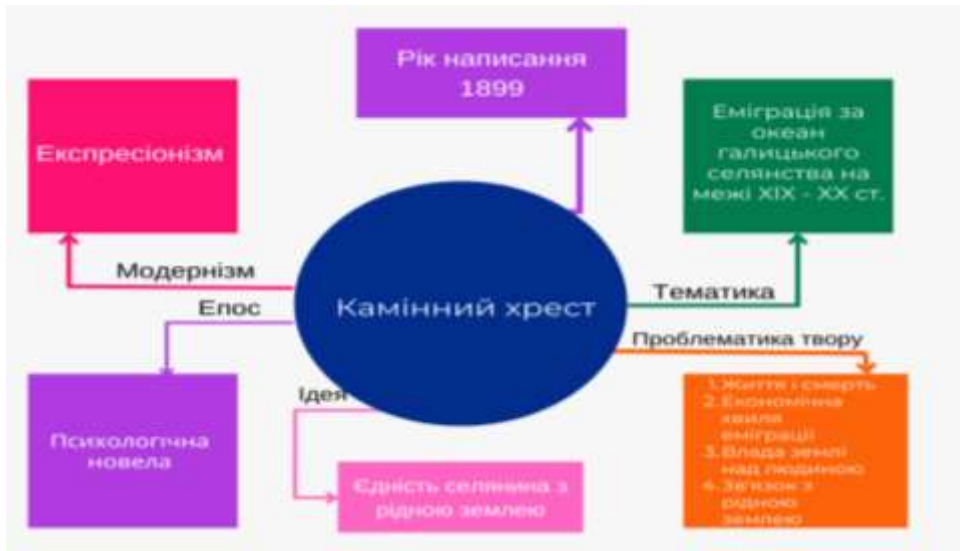 Рік написання
1899
Експресіонізм
Еміграція за
океан
галицького
селянства на
межі XIX - XX ст.
Модернізм
Епос
Камінний хрест
Тематика
Проблематика твору
Ідея
Психологічна
новела
Єдність селянина з
рідною землею
1. Життя і смерть
2. Економічна
хвиля
еміграції
3. Влада землі
над людиною
4. Зв'язок з
рідною
землею